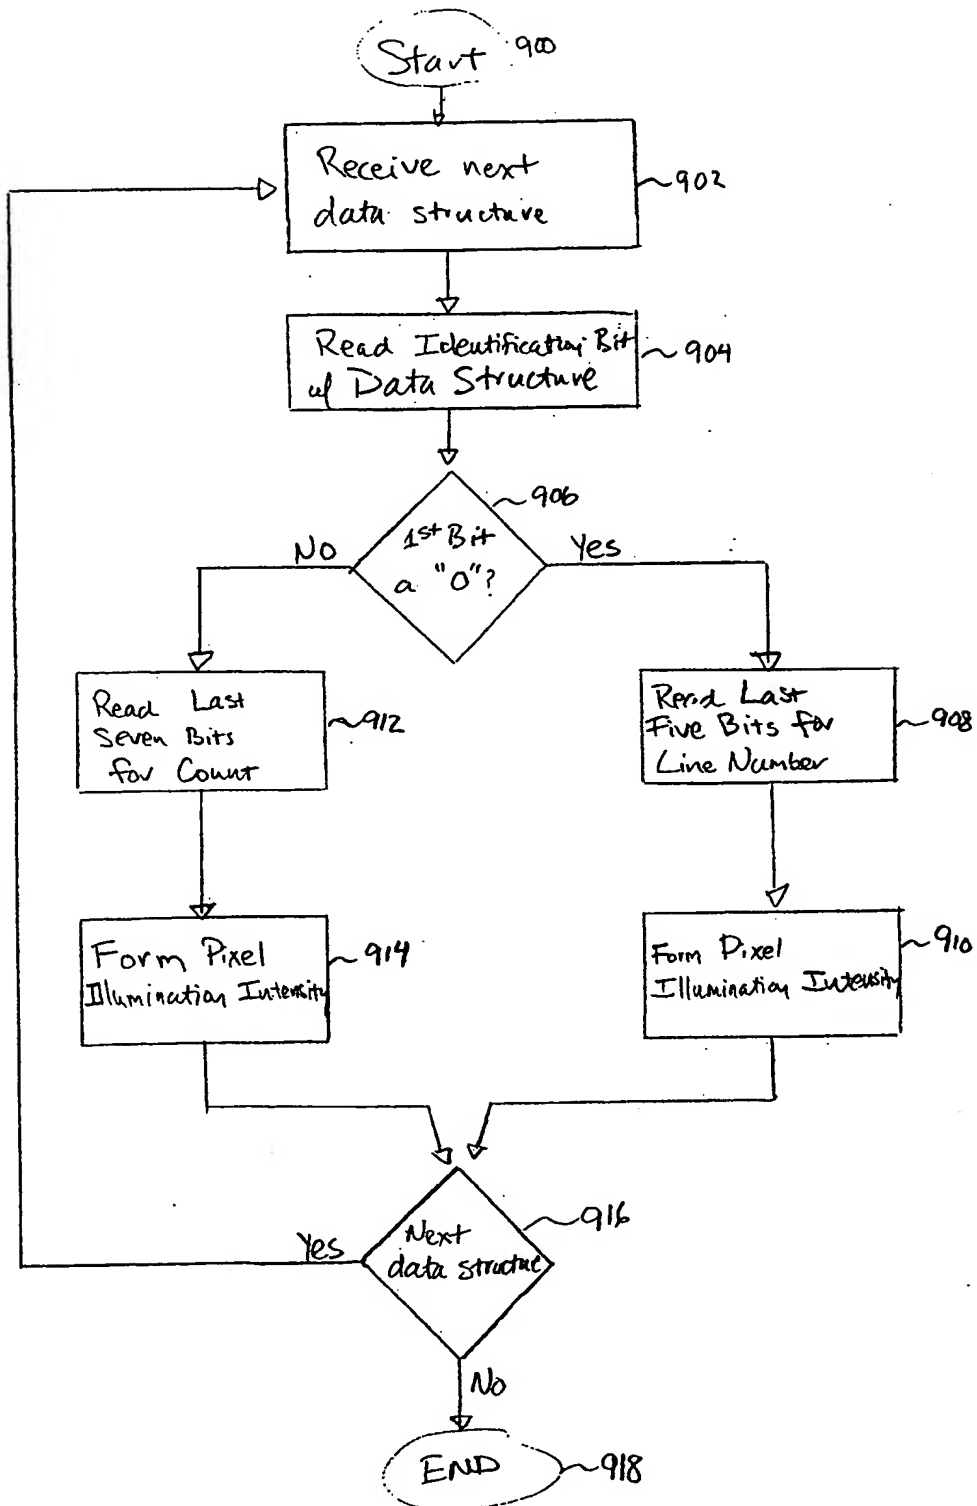 Start 900
Receive next
data structure
902
Read Identification Bit
of Data Structure
904
906
1st Bit
a "0"?
No
Yes
Read Last
Seven Bits
for Count
912
Read Last
Five Bits for
Line Number
908
Form Pixel
Illumination Intensity
914
Form Pixel
Illumination Intensity
910
916
Next
data structure
Yes
No
END
918